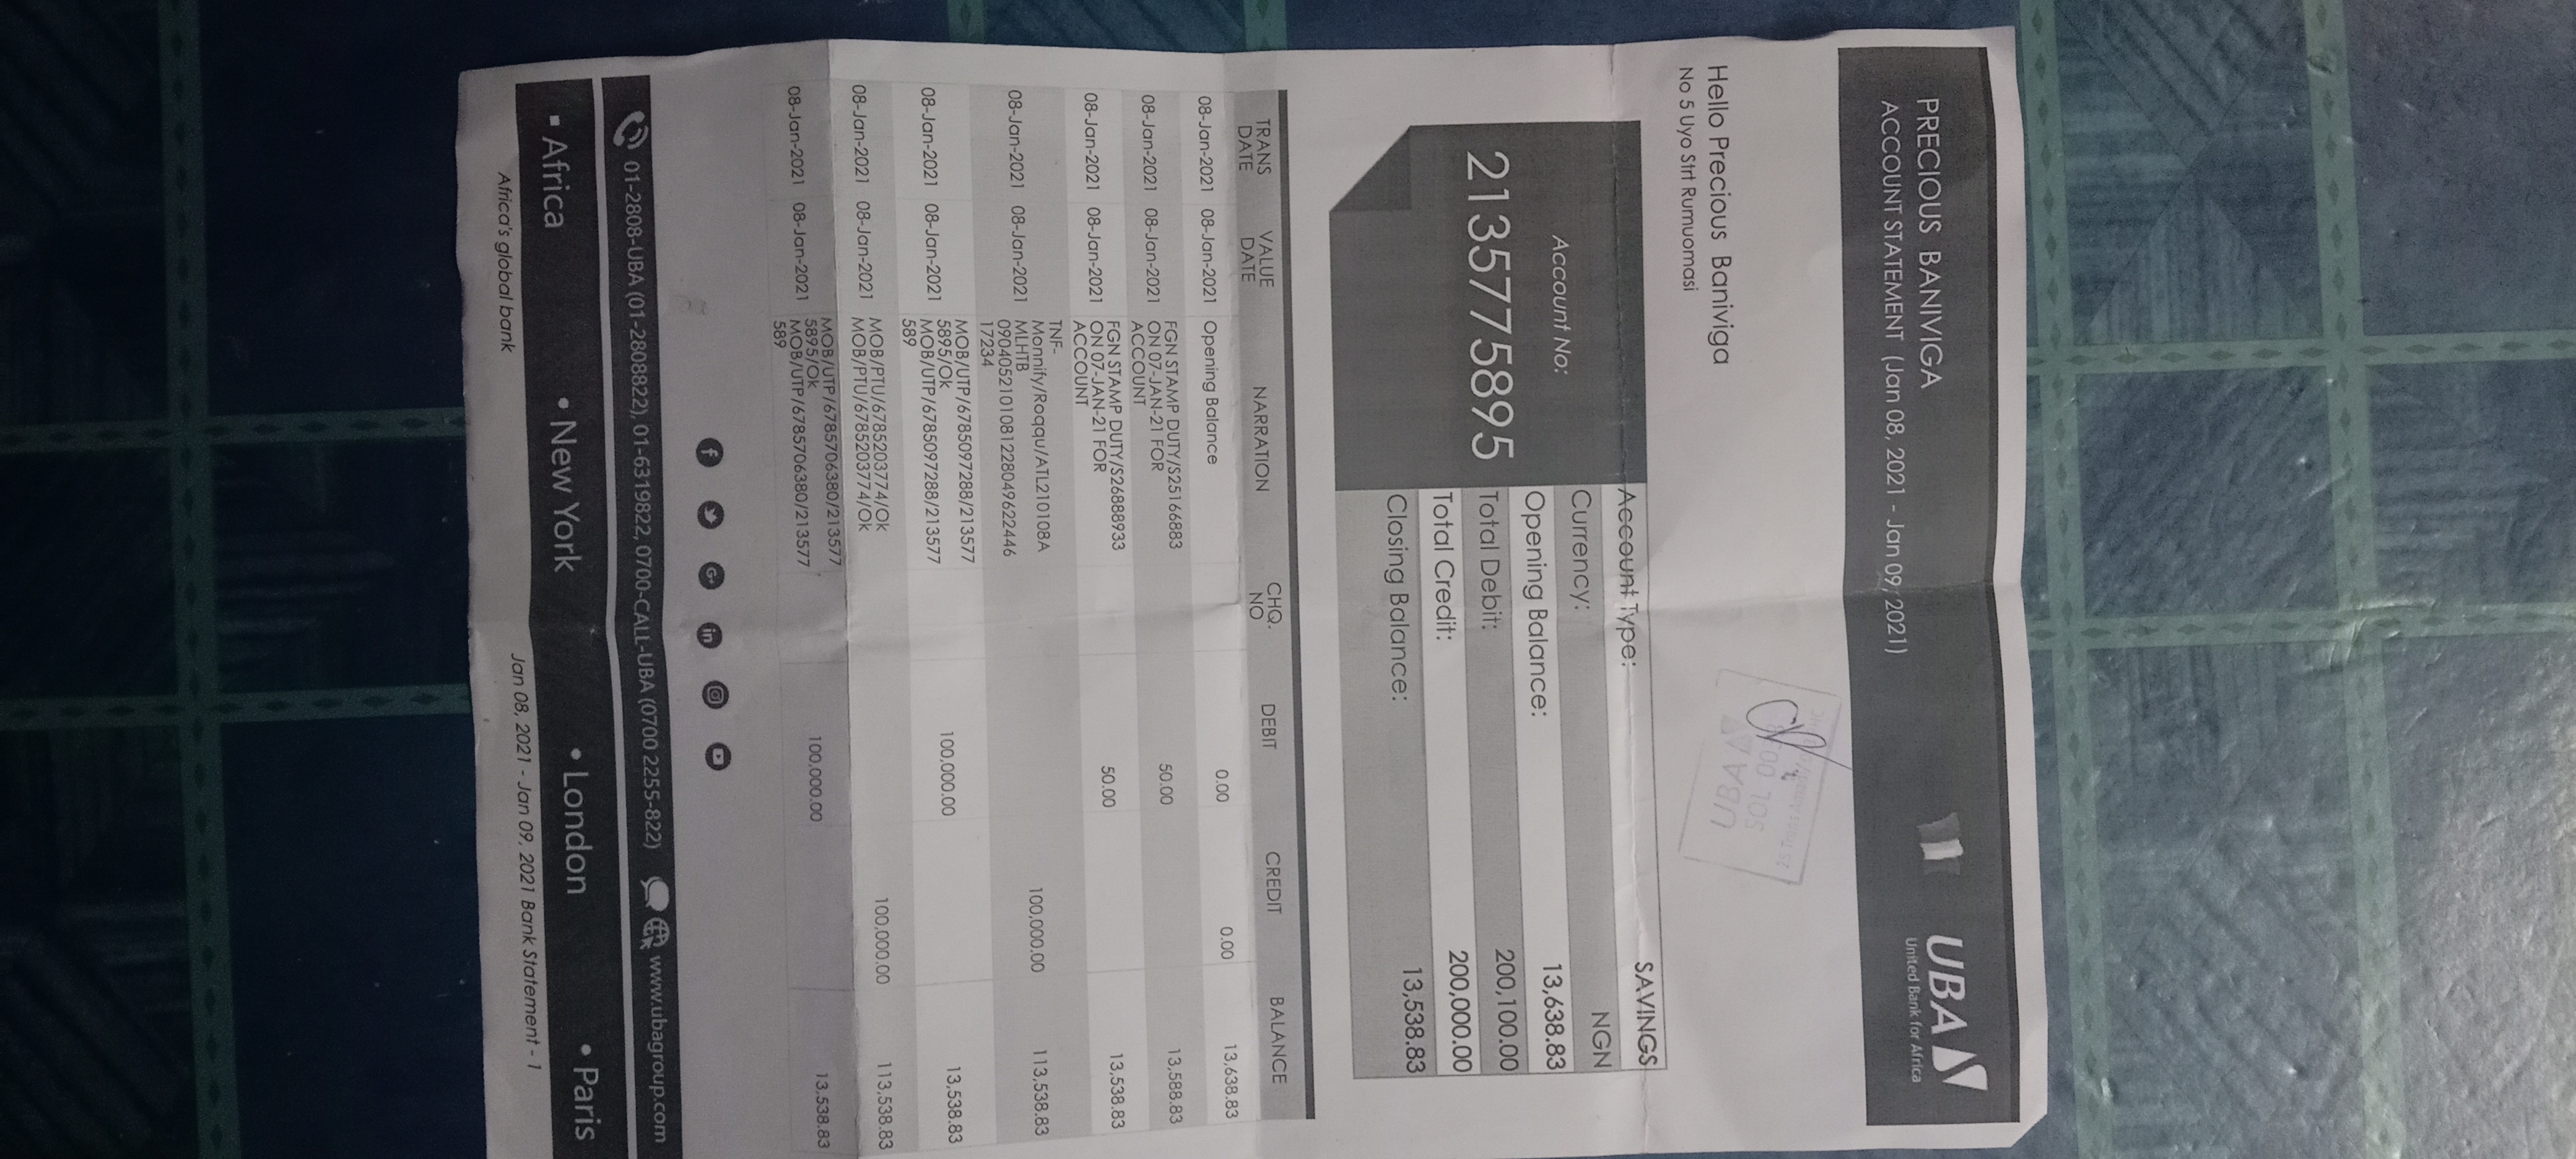 PRECIOUS BANIVIGA
ACCOUNT STATEMENT (Jan 08, 2021 - Jan 09, 2021)
UBA
United Bank for Africa
Hello Precious Baniviga
No 5 Uyo Strt Rumuomasi
UBA
Account No:
2135775895
Account Type: SAVINGS
Currency: NGN
Opening Balance: 13,638.83
Total Debit: 200,100.00
Total Credit: 200,000.00
Closing Balance: 13,538.83
TRANS DATE VALUE DATE NARRATION CHQ. NO DEBIT CREDIT BALANCE
08-Jan-2021 08-Jan-2021 Opening Balance 0.00 0.00 13,638.83
08-Jan-2021 08-Jan-2021 FGN STAMP DUTY/S25166883
ON 07-JAN-21 FOR
ACCOUNT 50.00 13,588.83
08-Jan-2021 08-Jan-2021 FGN STAMP DUTY/S26888933
ON 07-JAN-21 FOR
ACCOUNT 50.00 13,538.83
08-Jan-2021 08-Jan-2021 TNF-
Monnify/Roqqu/ATL210108A
MLHTB
090405210108122804962446
17234 100,000.00 113,538.83
08-Jan-2021 08-Jan-2021 MOB/UTP/6785097288/213577
5895/Ok
MOB/UTP/6785097288/213577
589 100,000.00 13,538.83
08-Jan-2021 08-Jan-2021 MOB/PTU/6785203774/Ok
MOB/PTU/6785203774/Ok 100,000.00 113,538.83
08-Jan-2021 08-Jan-2021 MOB/UTP/6785706380/213577
5895/Ok
MOB/UTP/6785706380/213577
589 100,000.00 13,538.83
01-2808-UBA (01-2808822), 01-6319822, 0700-CALL-UBA (0700 2255-822) www.ubagroup.com
• Africa • New York • London • Paris
Africa's global bank Jan 08, 2021 - Jan 09, 2021 Bank Statement - 1